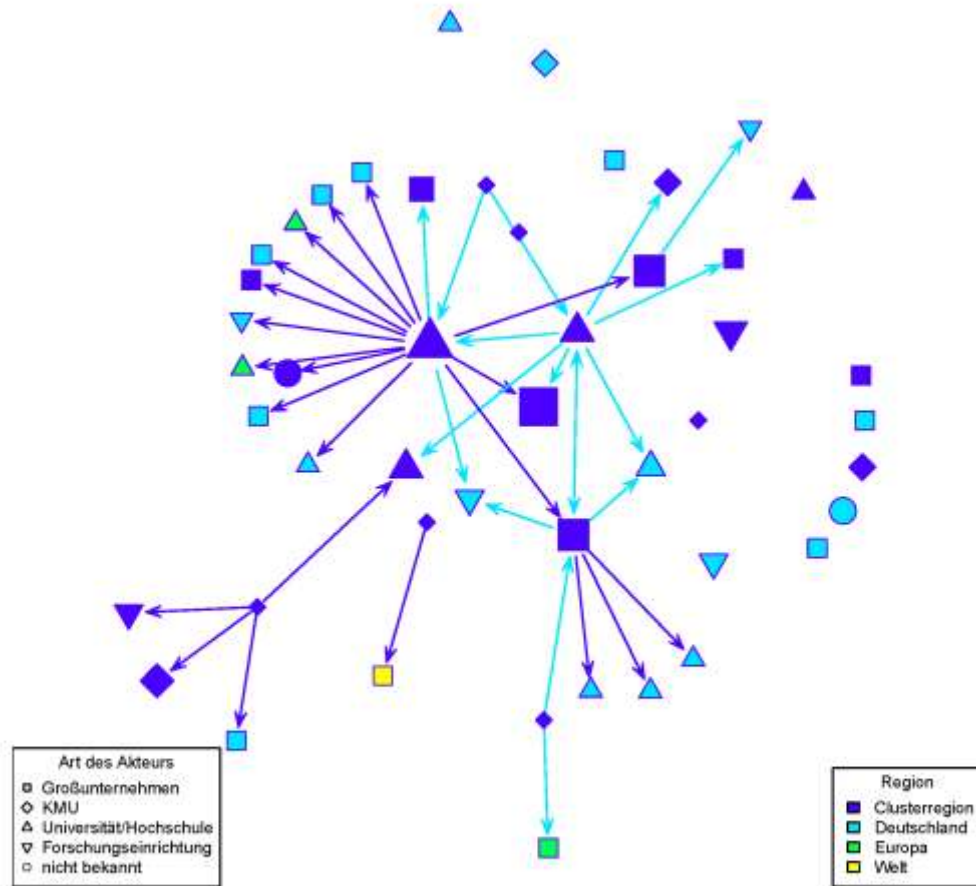 Art des Akteurs
Großunternehmen
KMU
Universität/Hochschule
Forschungseinrichtung
nicht bekannt
Region
Clusterregion
Deutschland
Europa
Welt